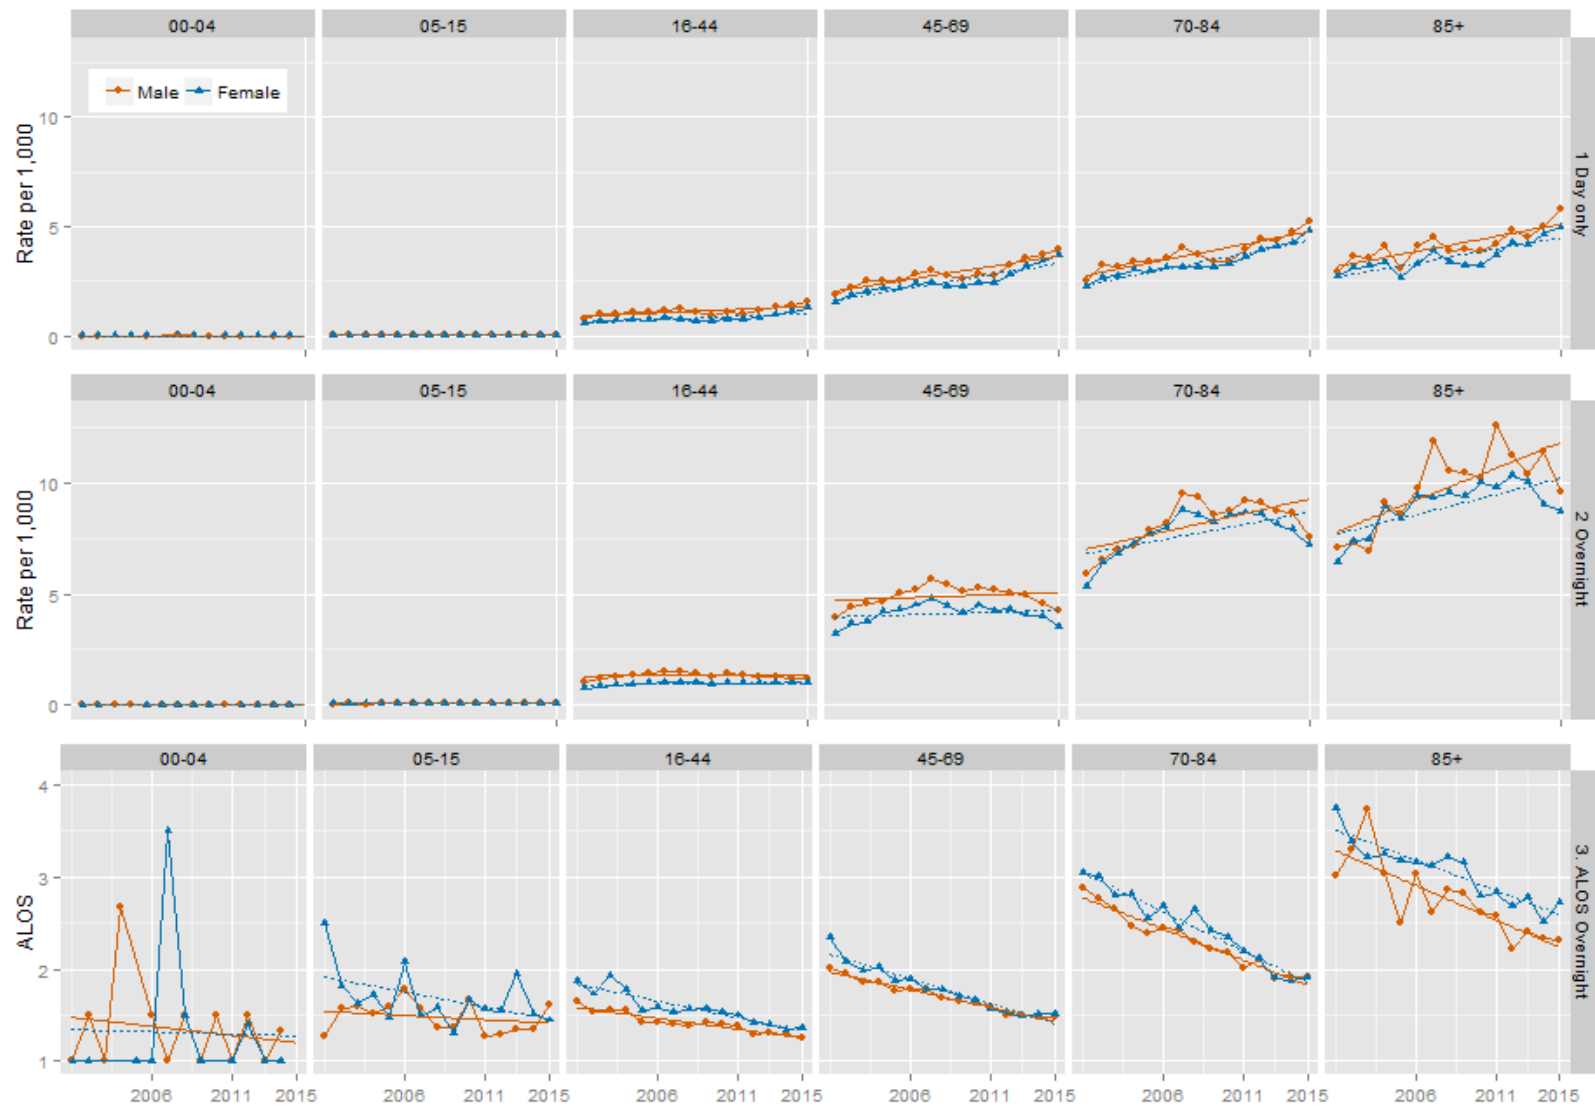 00-04 05-15 16-44 45-69 70-84 85+
Male Female
10
5
0
Rate per 1,000
1 Day only
00-04 05-15 16-44 45-69 70-84 85+
10
5
0
Rate per 1,000
2 Overnight
00-04 05-15 16-44 45-69 70-84 85+
4
3
2
1
ALOS
3. ALOS Overnight
2006 2011 2015 2006 2011 2015 2006 2011 2015 2006 2011 2015 2006 2011 2015 2006 2011 2015